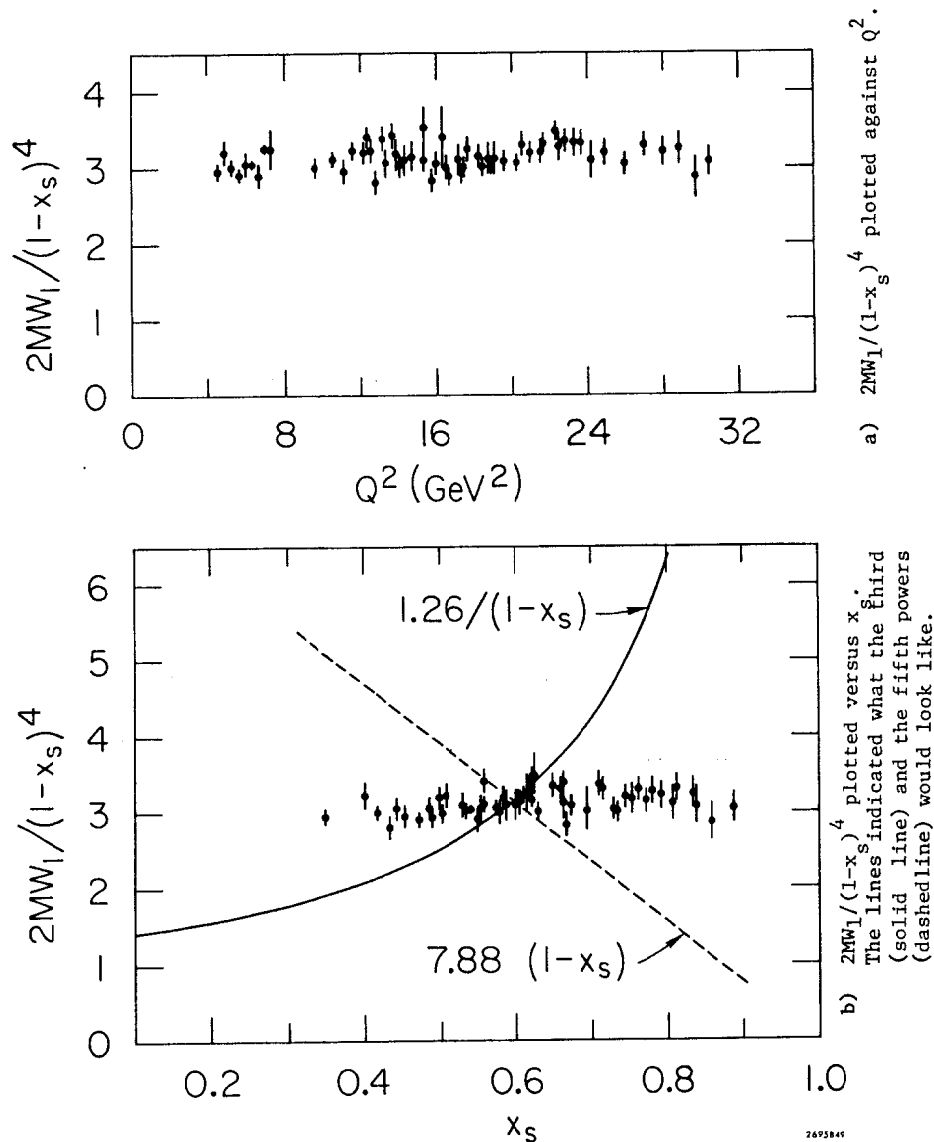 4
3
2
1
0
2MW₁/(1-xₛ)⁴
0 8 16 24 32
Q² (GeV²)
a) 2MW₁/(1-xₛ)⁴ plotted against Q².
6
5
4
3
2
1
0
2MW₁/(1-xₛ)⁴
1.26/(1-xₛ)
7.88 (1-xₛ)
0.2 0.4 0.6 0.8 1.0
xₛ
b) 2MW₁/(1-xₛ)⁴ plotted versus xₛ.
The lines indicated what the third
(solid line) and the fifth powers
(dashed line) would look like.
2695B49